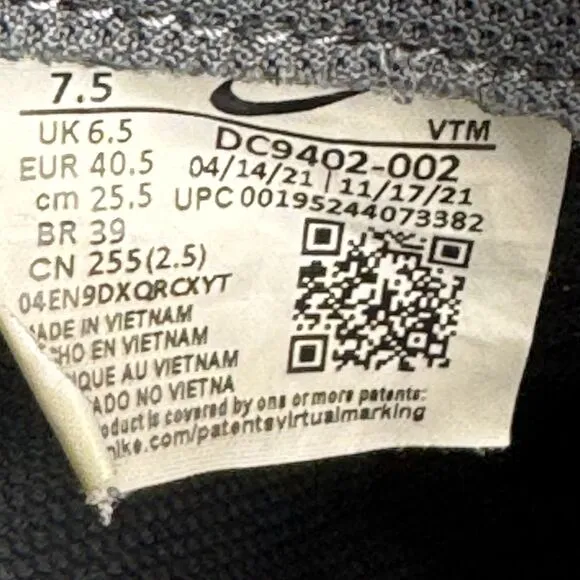 7.5
VTM
UK 6.5
DC9402-002
EUR 40.5
04/14/21 | 11/17/21
cm 25.5
UPC 00195244073382
BR 39
CN 255(2.5)
04EN9DXQRCXYT
ADE IN VIETNAM
HO EN VIETNAM
IQUE AU VIETNAM
ADO NO VIETNA
oduct is covered by one or more patents:
nike.com/patentsvirtualmarking